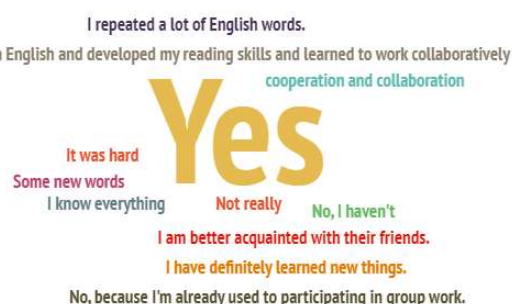 I repeated a lot of English words.
English and developed my reading skills and learned to work collaboratively
cooperation and collaboration
Yes
It was hard
Some new words
I know everything
Not really
No, I haven't
I am better acquainted with their friends.
I have definitely learned new things.
No, because I'm already used to participating in group work.